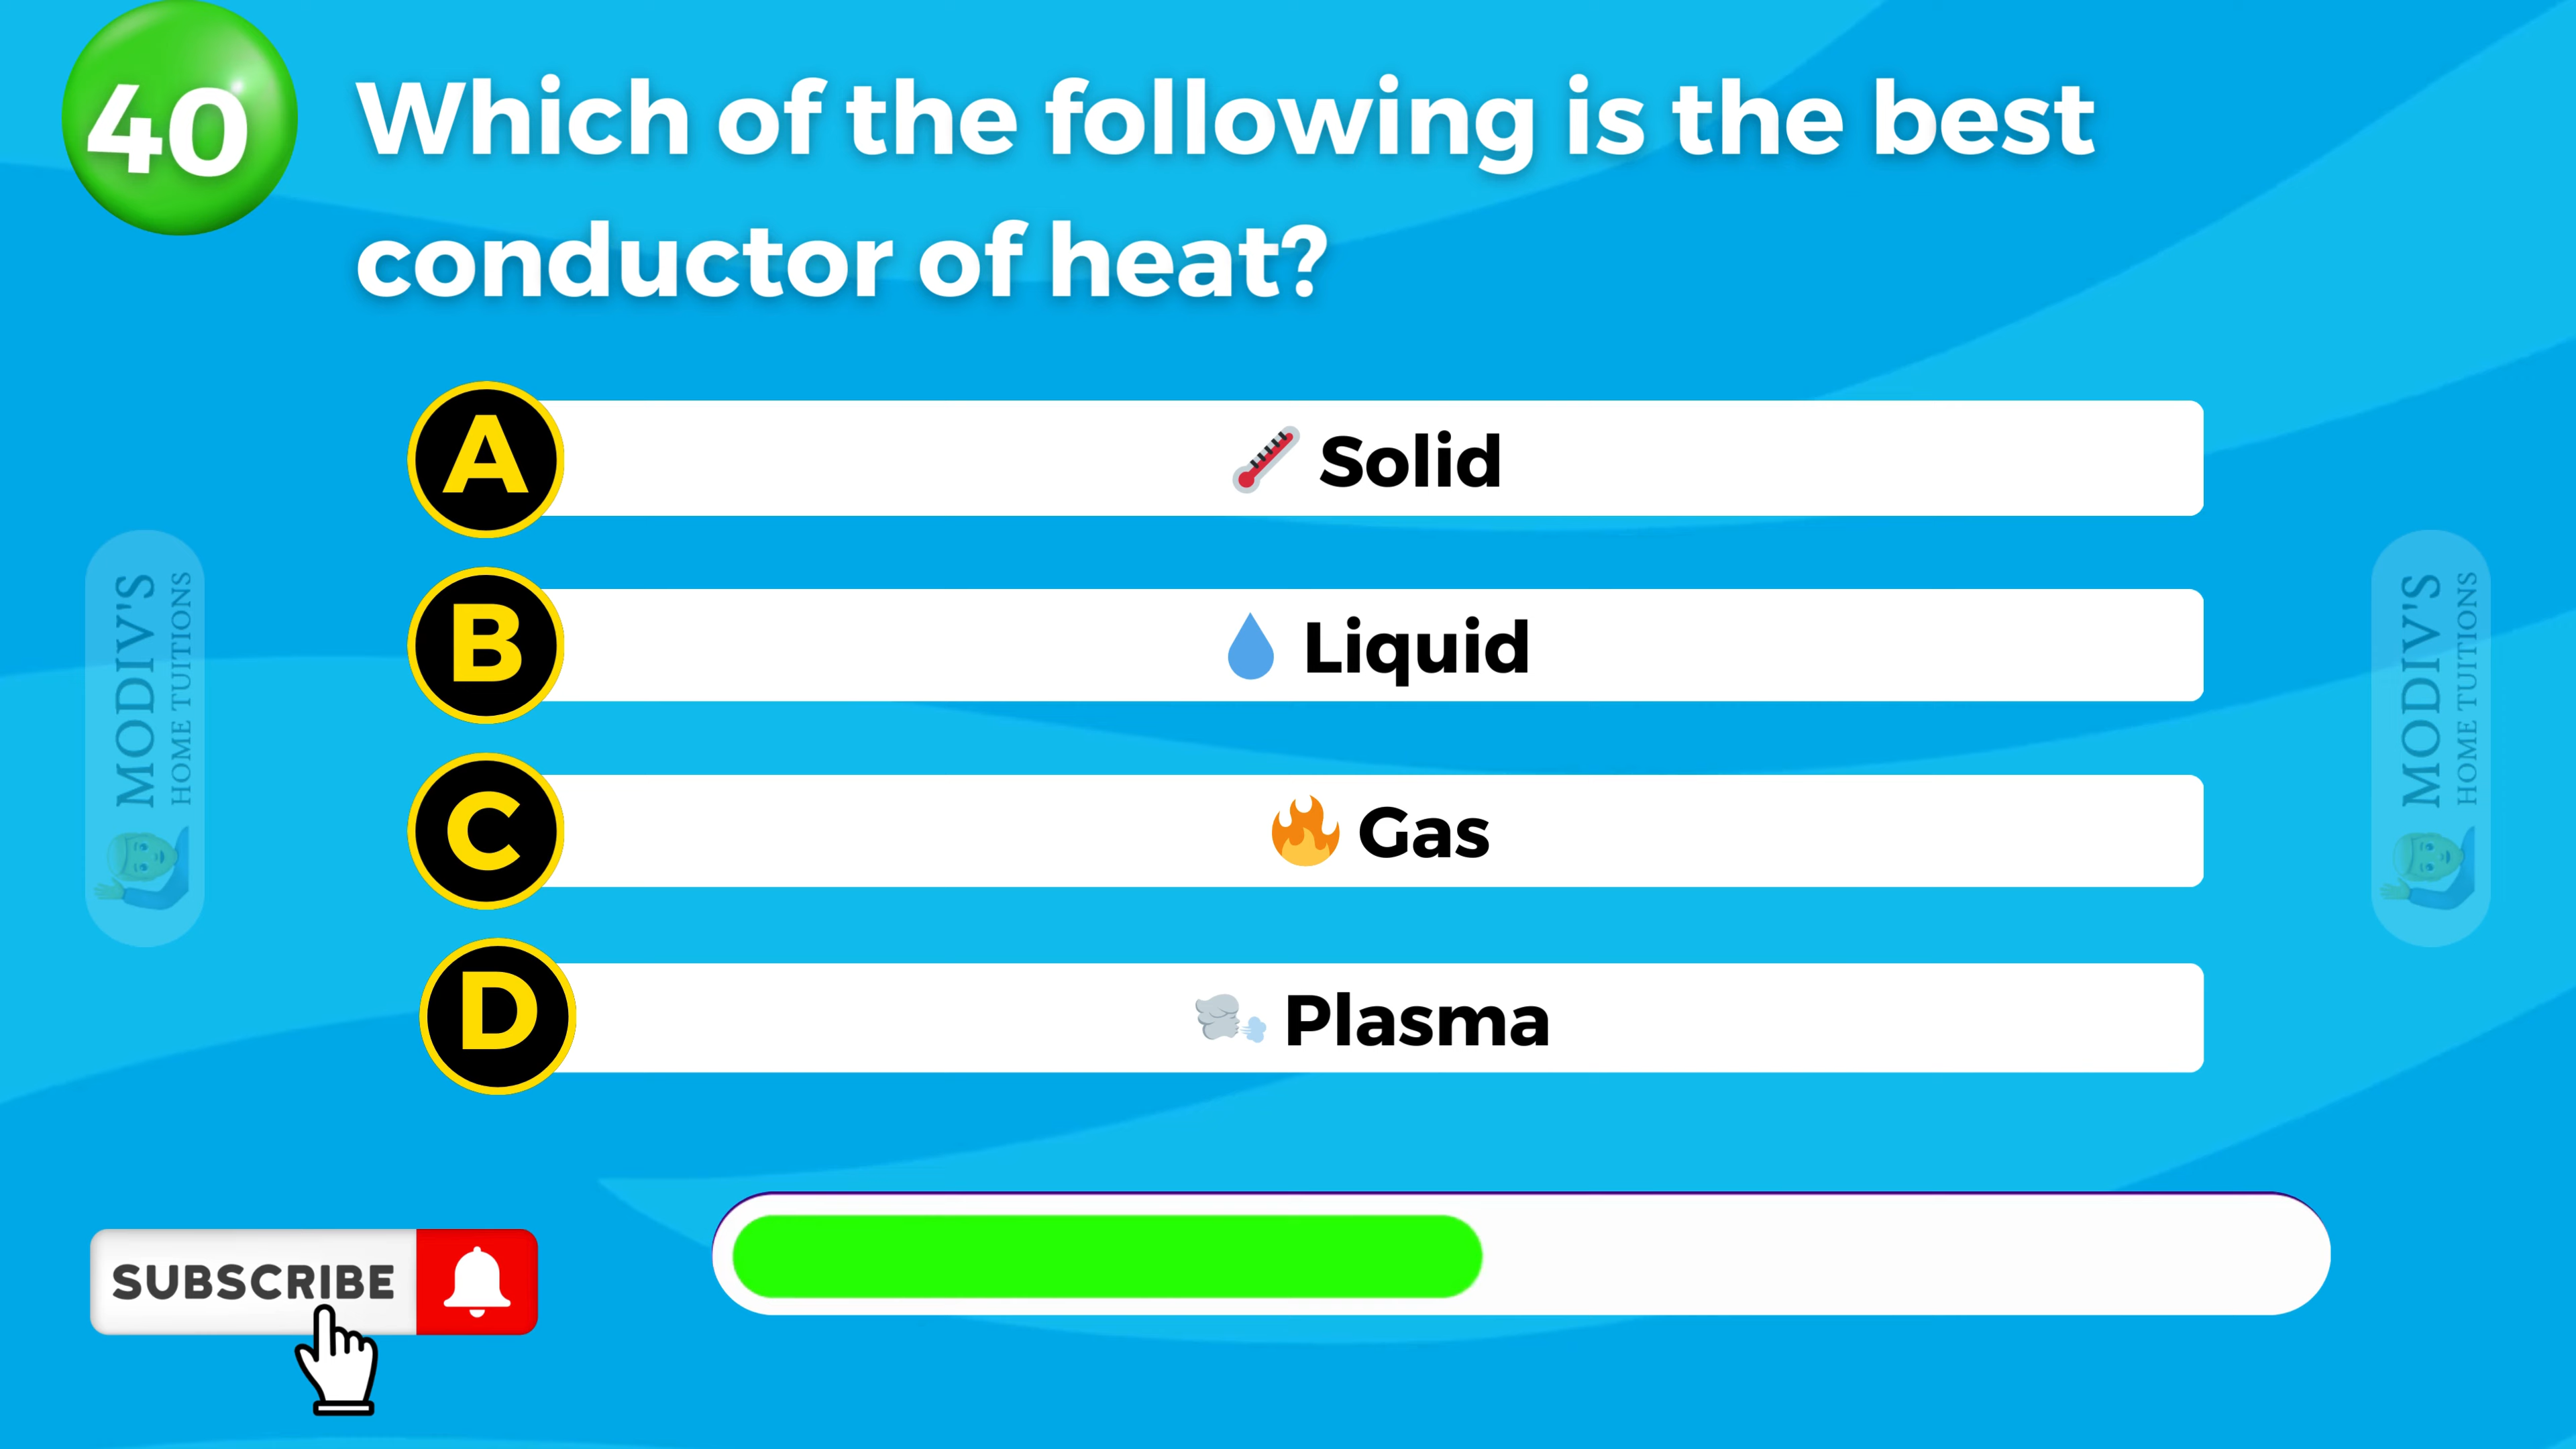 40
Which of the following is the best
conductor of heat?
A
Solid
B
Liquid
C
Gas
D
Plasma
MODIV'S
HOME TUITIONS
MODIV'S
HOME TUITIONS
SUBSCRIBE